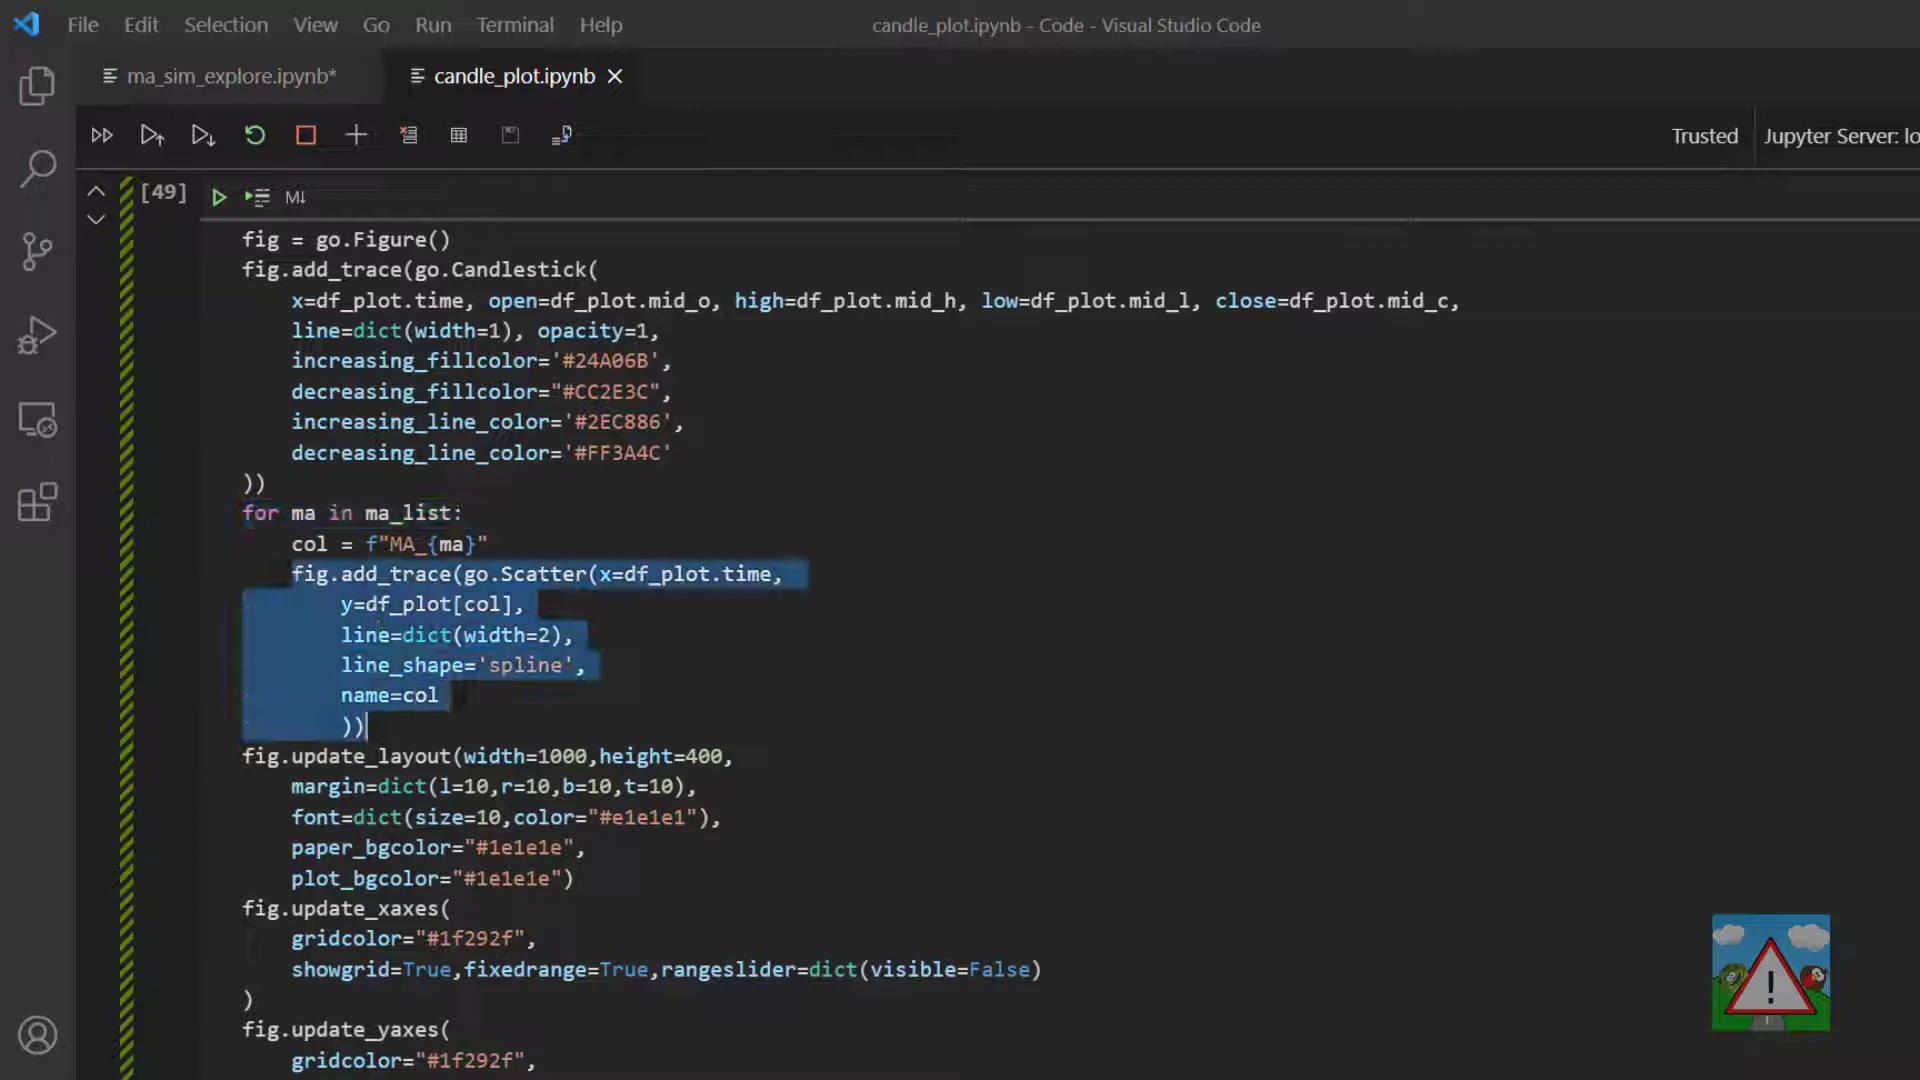 File Edit Selection View Go Run Terminal Help candle_plot.ipynb - Code - Visual Studio Code
ma_sim_explore.ipynb* candle_plot.ipynb
Trusted Jupyter Server: lo
[49] M↓
fig = go.Figure()
fig.add_trace(go.Candlestick(
    x=df_plot.time, open=df_plot.mid_o, high=df_plot.mid_h, low=df_plot.mid_l, close=df_plot.mid_c,
    line=dict(width=1), opacity=1,
    increasing_fillcolor='#24A06B',
    decreasing_fillcolor="#CC2E3C",
    increasing_line_color='#2EC886',
    decreasing_line_color='#FF3A4C'
))
for ma in ma_list:
    col = f"MA_{ma}"
    fig.add_trace(go.Scatter(x=df_plot.time,
        y=df_plot[col],
        line=dict(width=2),
        line_shape='spline',
        name=col
        ))
fig.update_layout(width=1000,height=400,
    margin=dict(l=10,r=10,b=10,t=10),
    font=dict(size=10,color="#e1e1e1"),
    paper_bgcolor="#1e1e1e",
    plot_bgcolor="#1e1e1e")
fig.update_xaxes(
    gridcolor="#1f292f",
    showgrid=True,fixedrange=True,rangeslider=dict(visible=False)
)
fig.update_yaxes(
    gridcolor="#1f292f",